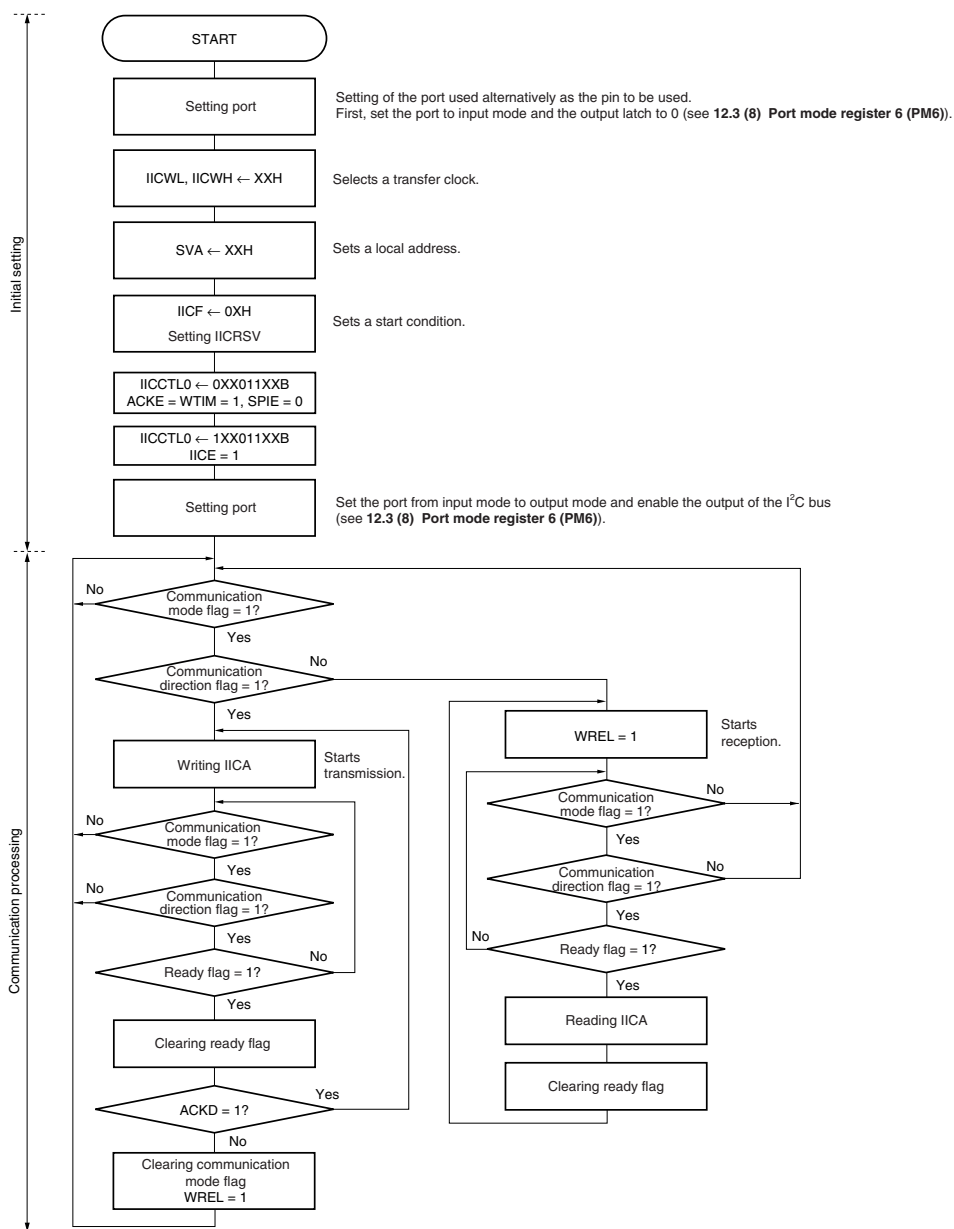 START
Setting port
Setting of the port used alternatively as the pin to be used.
First, set the port to input mode and the output latch to 0 (see 12.3 (8) Port mode register 6 (PM6)).
IICWL, IICWH ← XXH
Selects a transfer clock.
SVA ← XXH
Sets a local address.
IICF ← 0XH
Setting IICRSV
Sets a start condition.
IICCTL0 ← 0XX011XXB
ACKE = WTIM = 1, SPIE = 0
IICCTL0 ← 1XX011XXB
IICE = 1
Setting port
Set the port from input mode to output mode and enable the output of the I²C bus
(see 12.3 (8) Port mode register 6 (PM6)).
Initial setting
Communication processing
No
Communication
mode flag = 1?
Yes
Communication
direction flag = 1?
No
Yes
Writing IICA
Starts
transmission.
No
Communication
mode flag = 1?
Yes
No
Communication
direction flag = 1?
Yes
Ready flag = 1?
No
Yes
Clearing ready flag
ACKD = 1?
Yes
No
Clearing communication
mode flag
WREL = 1
WREL = 1
Starts
reception.
Communication
mode flag = 1?
No
Yes
Communication
direction flag = 1?
No
Yes
No
Ready flag = 1?
Yes
Reading IICA
Clearing ready flag